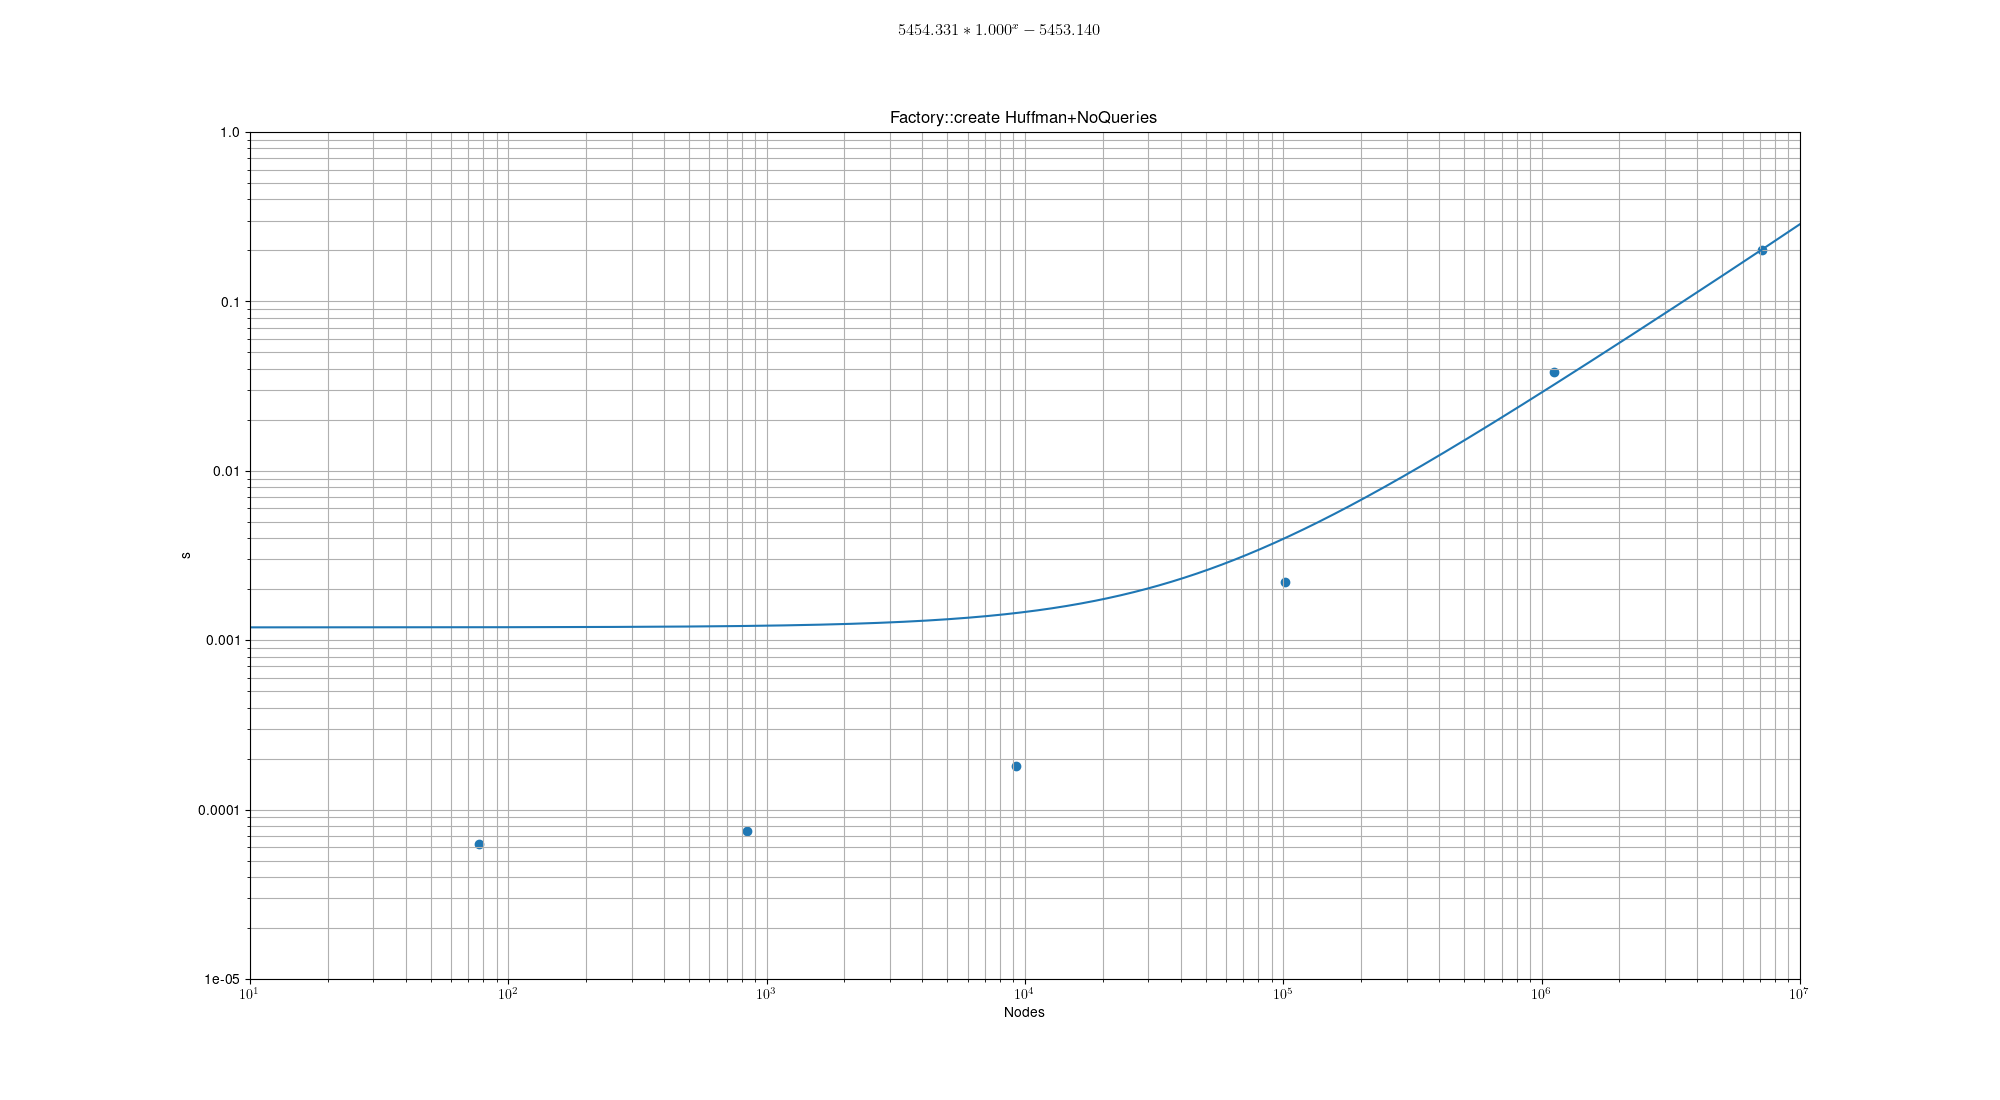 5454.331 ∗ 1.000^x − 5453.140
Factory::create Huffman+NoQueries
1.0
0.1
0.01
0.001
0.0001
1e-05
s
10^1 10^2 10^3 10^4 10^5 10^6 10^7
Nodes